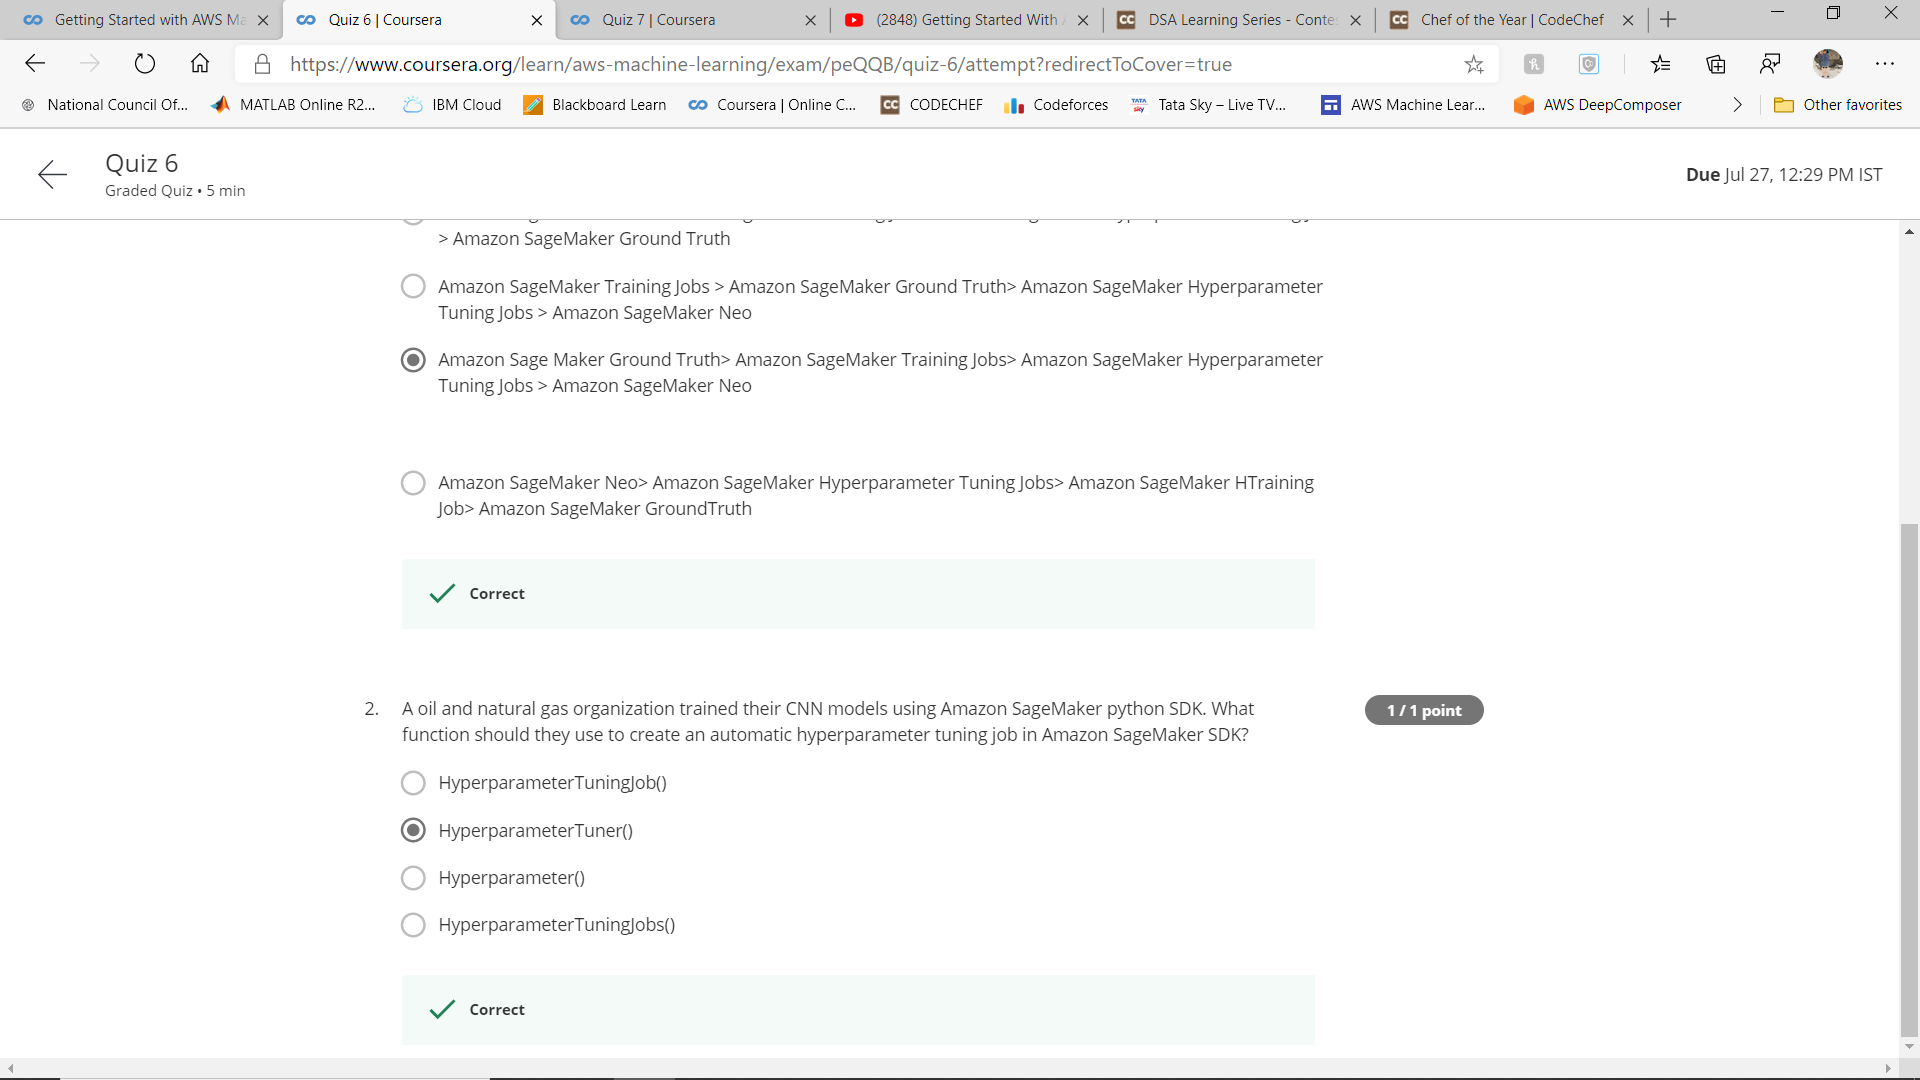 Getting Started with AWS Ma
Quiz 6 | Coursera
Quiz 7 | Coursera
(2848) Getting Started With
CC DSA Learning Series - Contes
CC Chef of the Year | CodeChef
https://www.coursera.org/learn/aws-machine-learning/exam/peQQB/quiz-6/attempt?redirectToCover=true
National Council Of...
MATLAB Online R2...
IBM Cloud
Blackboard Learn
Coursera | Online C...
CC CODECHEF
Codeforces
TATA sky Tata Sky – Live TV...
AWS Machine Lear...
AWS DeepComposer
Other favorites
Quiz 6
Graded Quiz • 5 min
Due Jul 27, 12:29 PM IST
> Amazon SageMaker Ground Truth
Amazon SageMaker Training Jobs > Amazon SageMaker Ground Truth> Amazon SageMaker Hyperparameter
Tuning Jobs > Amazon SageMaker Neo
Amazon Sage Maker Ground Truth> Amazon SageMaker Training Jobs> Amazon SageMaker Hyperparameter
Tuning Jobs > Amazon SageMaker Neo
Amazon SageMaker Neo> Amazon SageMaker Hyperparameter Tuning Jobs> Amazon SageMaker HTraining
Job> Amazon SageMaker GroundTruth
Correct
2. A oil and natural gas organization trained their CNN models using Amazon SageMaker python SDK. What
function should they use to create an automatic hyperparameter tuning job in Amazon SageMaker SDK?
1 / 1 point
HyperparameterTuningJob()
HyperparameterTuner()
Hyperparameter()
HyperparameterTuningJobs()
Correct